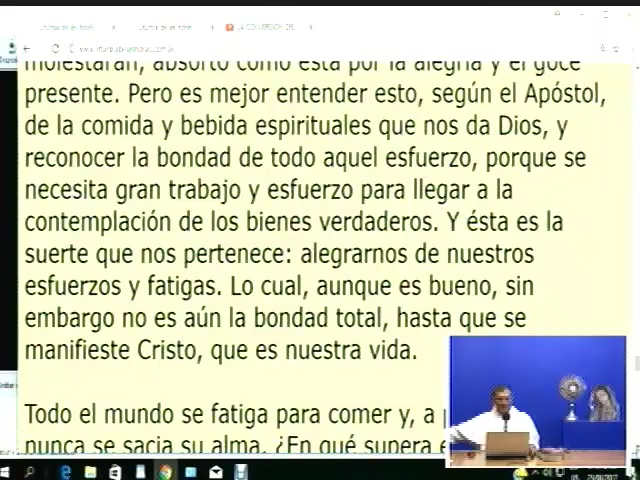 molestarán, absorto como está por la alegría y el goce
presente. Pero es mejor entender esto, según el Apóstol,
de la comida y bebida espirituales que nos da Dios, y
reconocer la bondad de todo aquel esfuerzo, porque se
necesita gran trabajo y esfuerzo para llegar a la
contemplación de los bienes verdaderos. Y ésta es la
suerte que nos pertenece: alegrarnos de nuestros
esfuerzos y fatigas. Lo cual, aunque es bueno, sin
embargo no es aún la bondad total, hasta que se
manifieste Cristo, que es nuestra vida.
Todo el mundo se fatiga para comer y, a
nunca se sacia su alma. ¿En qué supera